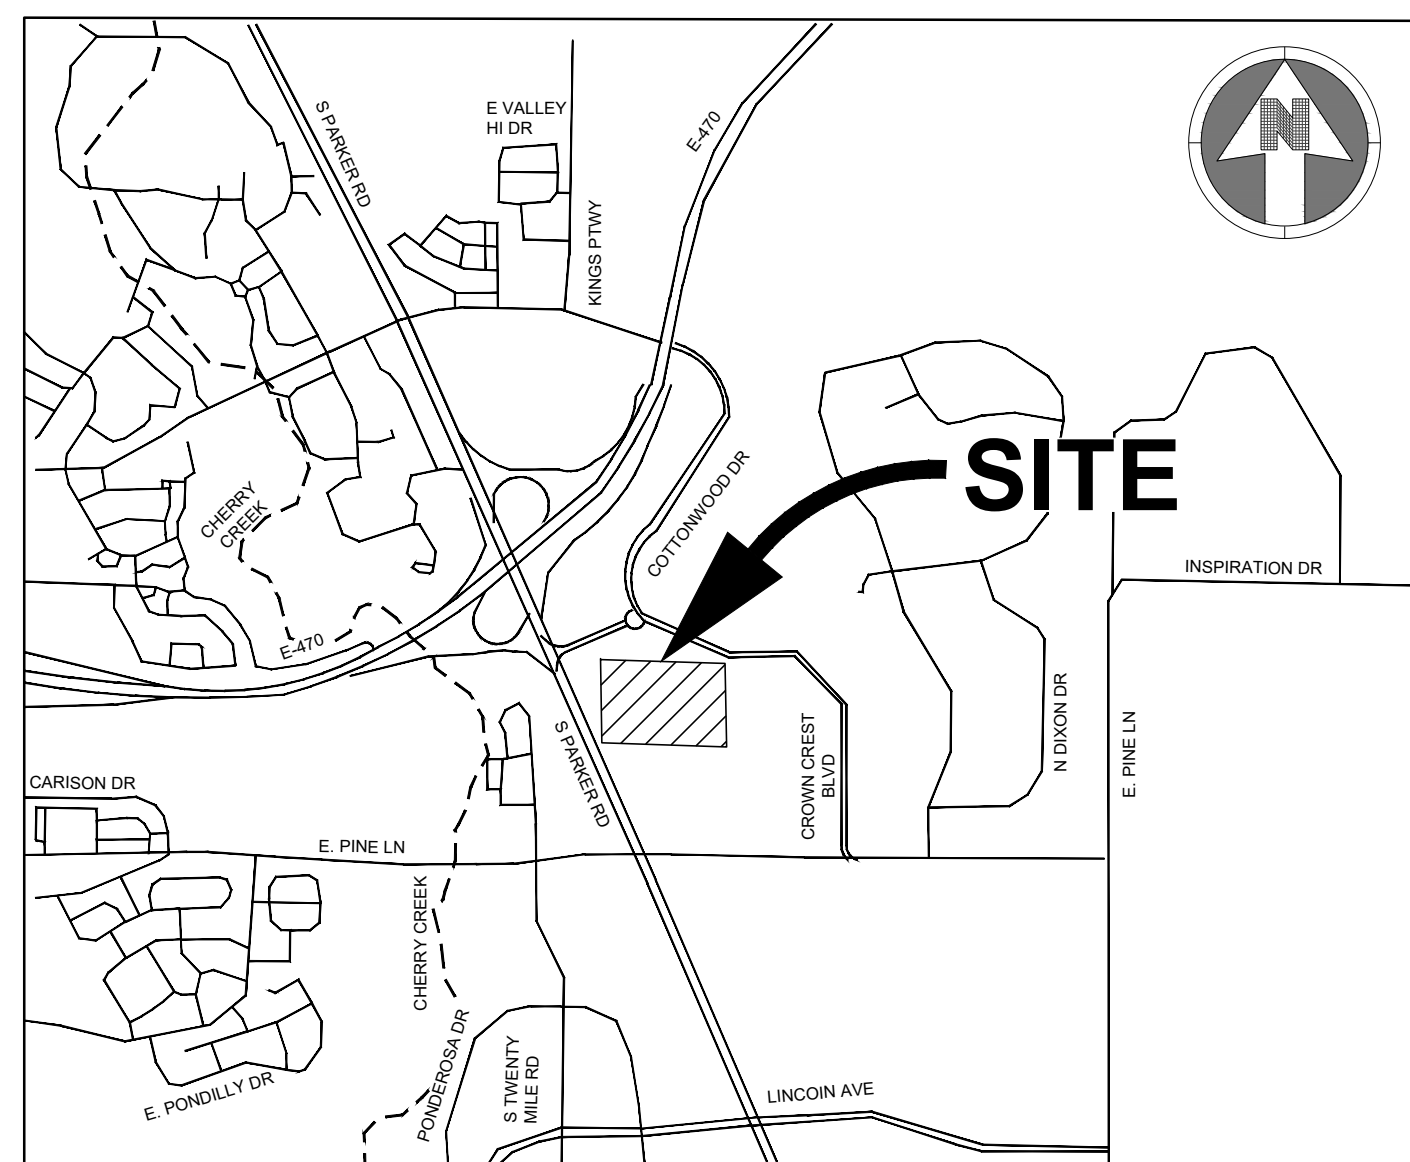 S PARKER RD
E VALLEY
HI DR
E-470
N
KINGS PTWY
COTTONWOOD DR
SITE
CHERRY
CREEK
INSPIRATION DR
E-470
S PARKER RD
CROWN CREST
BLVD
N DIXON DR
E. PINE LN
CARISON DR
E. PINE LN
CHERRY CREEK
PONDEROSA DR
S TWENTY
MILE RD
E. PONDILLY DR
LINCOIN AVE